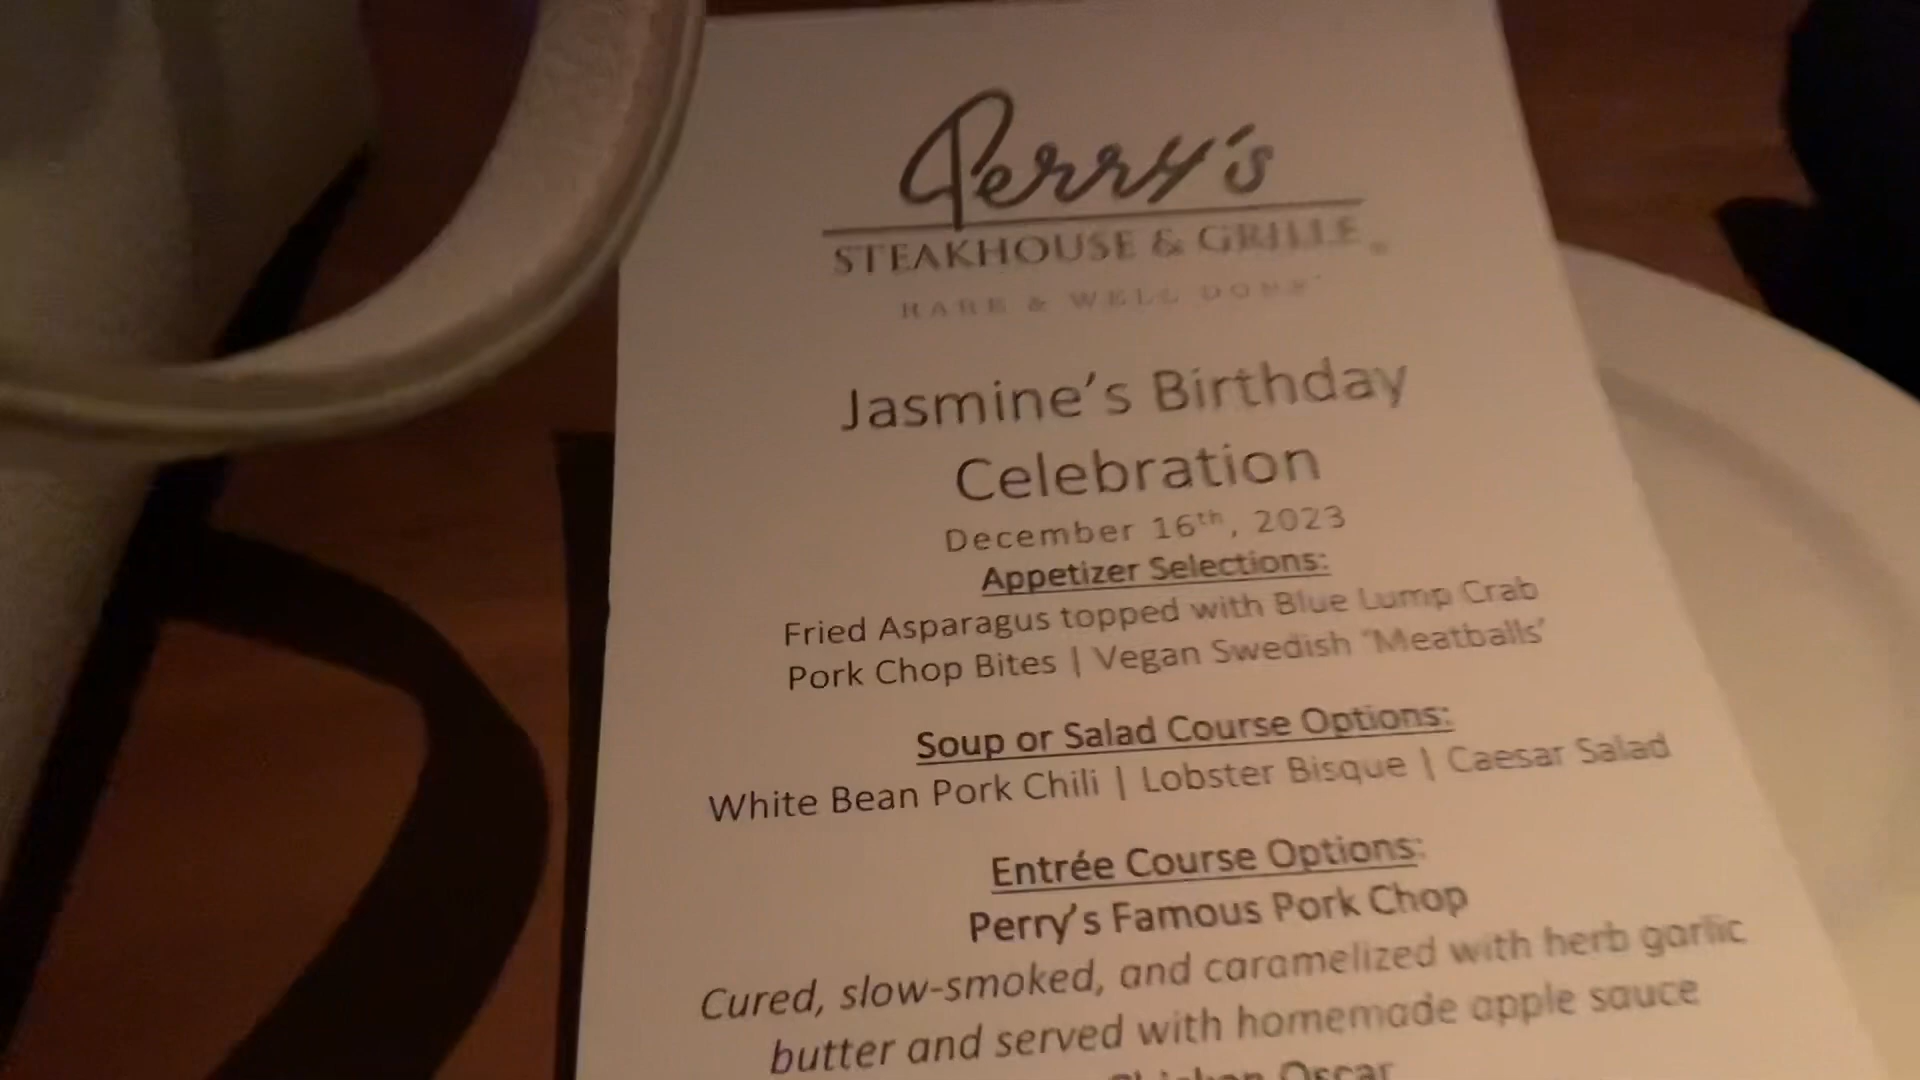 Perry's
STEAKHOUSE & GRILLE
RARE & WELL DONE
Jasmine's Birthday
Celebration
December 16th, 2023
Appetizer Selections:
Fried Asparagus topped with Blue Lump Crab
Pork Chop Bites | Vegan Swedish 'Meatballs'
Soup or Salad Course Options:
White Bean Pork Chili | Lobster Bisque | Caesar Salad
Entrée Course Options:
Perry's Famous Pork Chop
Cured, slow-smoked, and caramelized with herb garlic
butter and served with homemade apple sauce
Chicken Oscar